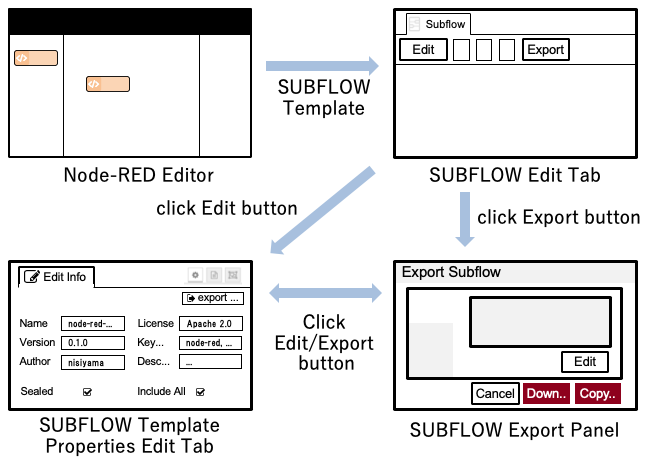 Subflow
Edit
Export
SUBFLOW
Template
Node-RED Editor
SUBFLOW Edit Tab
click Edit button
click Export button
Edit Info
export ...
Name
node-red-...
License
Apache 2.0
Version
0.1.0
Key...
node-red, ...
Author
nisiyama
Desc...
...
Sealed
Include All
Click
Edit/Export
button
Export Subflow
Edit
Cancel
Down..
Copy..
SUBFLOW Template
Properties Edit Tab
SUBFLOW Export Panel